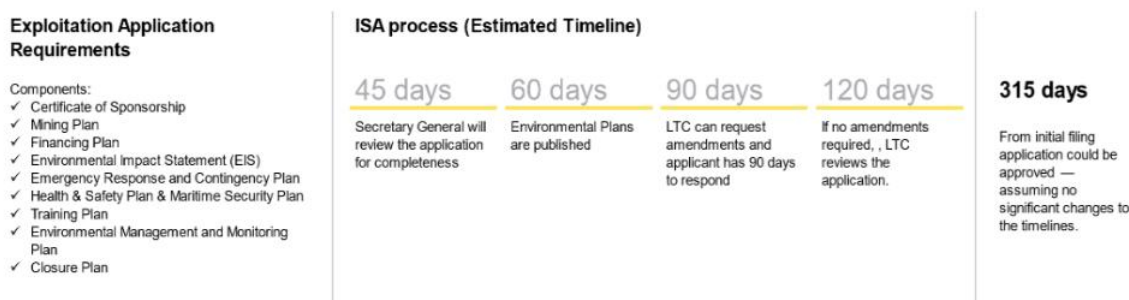 Exploitation Application
Requirements
Components:
✓ Certificate of Sponsorship
✓ Mining Plan
✓ Financing Plan
✓ Environmental Impact Statement (EIS)
✓ Emergency Response and Contingency Plan
✓ Health & Safety Plan & Maritime Security Plan
✓ Training Plan
✓ Environmental Management and Monitoring
Plan
✓ Closure Plan
ISA process (Estimated Timeline)
45 days
Secretary General will
review the application
for completeness
60 days
Environmental Plans
are published
90 days
LTC can request
amendments and
applicant has 90 days
to respond
120 days
If no amendments
required, , LTC
reviews the
application.
315 days
From initial filing
application could be
approved —
assuming no
significant changes to
the timelines.